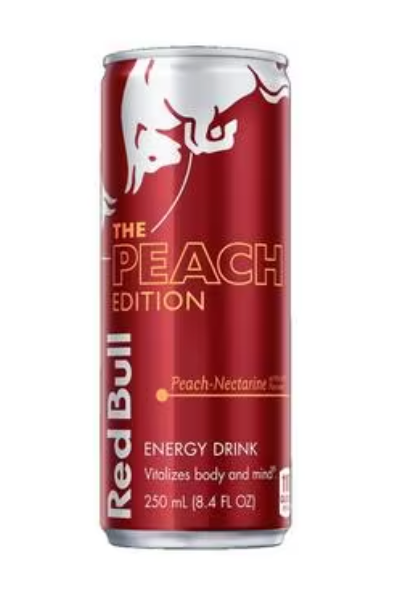 THE
PEACH
EDITION
Red Bull
Peach-Nectarine
ENERGY DRINK
Vitalizes body and mind®.
250 mL (8.4 FL OZ)